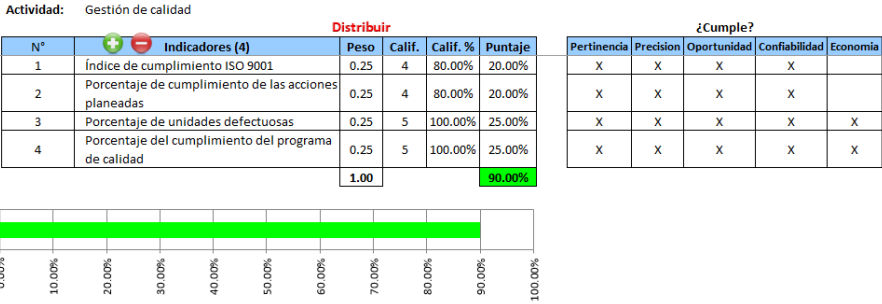 Actividad: Gestión de calidad
Distribuir ¿Cumple?
N° Indicadores (4) Peso Calif. Calif. % Puntaje Pertinencia Precision Oportunidad Confiabilidad Economia
1 Índice de cumplimiento ISO 9001 0.25 4 80.00% 20.00% X X X X
2 Porcentaje de cumplimiento de las acciones planeadas 0.25 4 80.00% 20.00% X X X X
3 Porcentaje de unidades defectuosas 0.25 5 100.00% 25.00% X X X X X
4 Porcentaje del cumplimiento del programa de calidad 0.25 5 100.00% 25.00% X X X X X
1.00 90.00%
0.00% 10.00% 20.00% 30.00% 40.00% 50.00% 60.00% 70.00% 80.00% 90.00% 100.00%